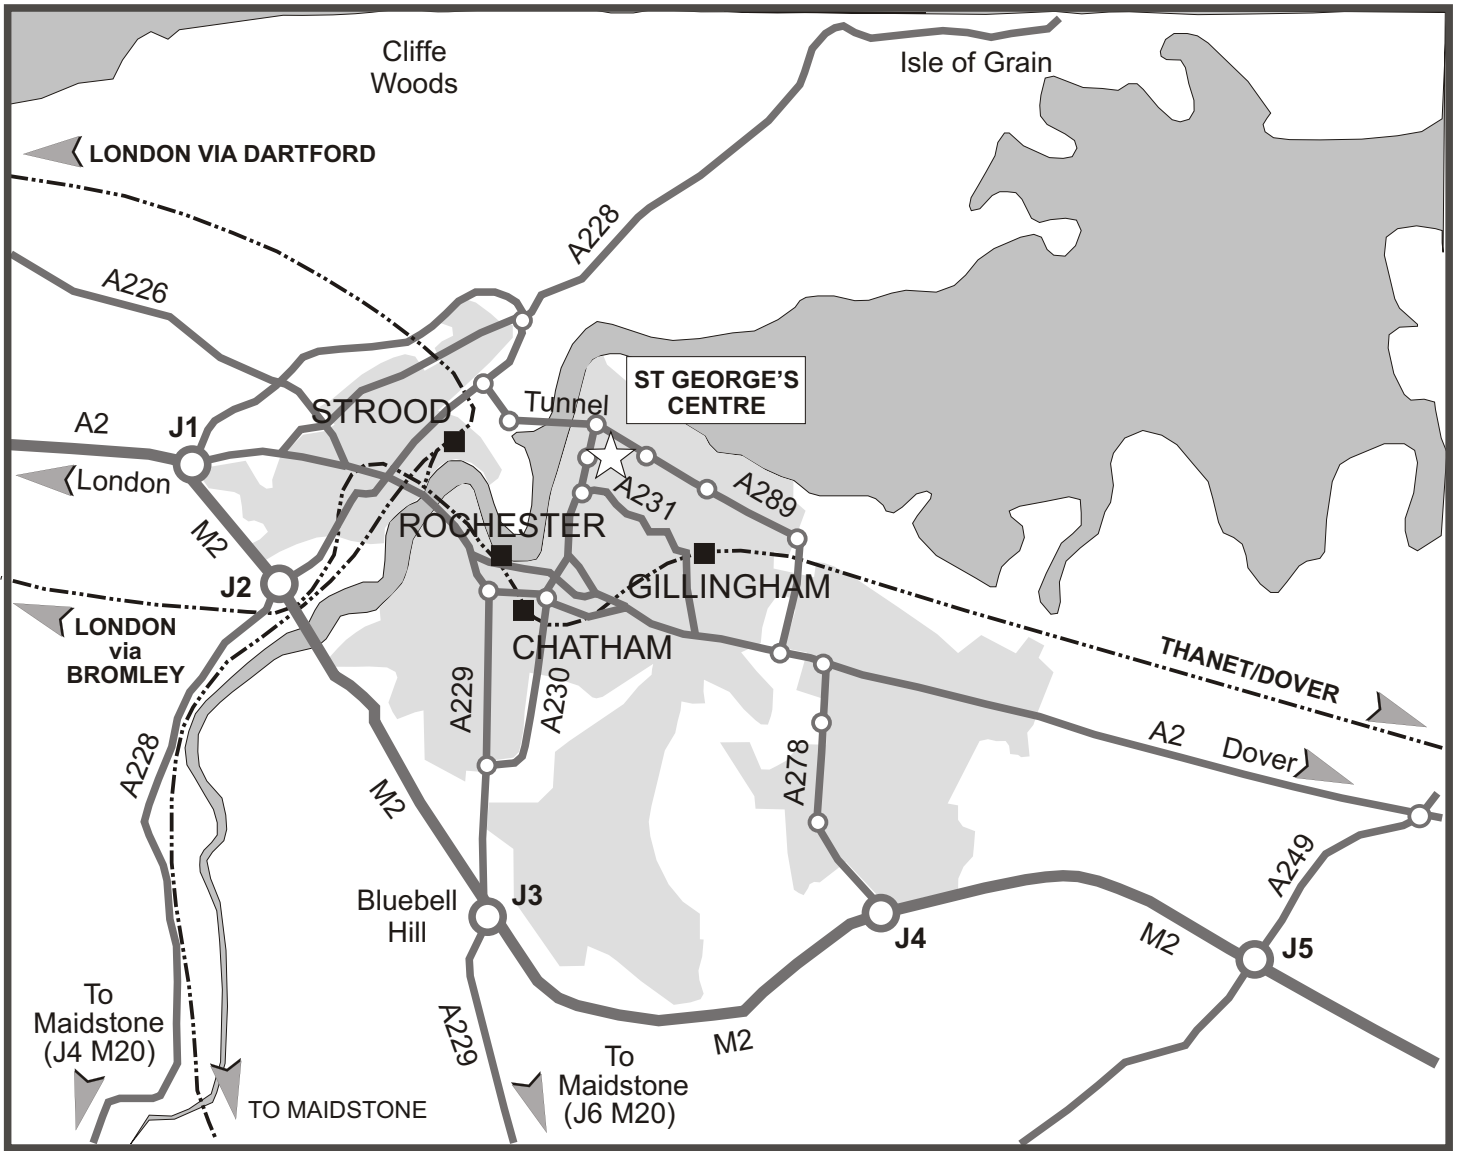 Cliffe
Woods
Isle of Grain
LONDON VIA DARTFORD
A228
A226
ST GEORGE'S
CENTRE
Tunnel
STROOD
A2
J1
London
A231
A289
M2
ROCHESTER
J2
GILLINGHAM
LONDON
via
BROMLEY
CHATHAM
THANET/DOVER
A229
A230
A2
Dover
A228
A278
M2
A249
Bluebell
Hill
J3
J4
M2
J5
To
Maidstone
(J4 M20)
A229
M2
To
Maidstone
(J6 M20)
TO MAIDSTONE